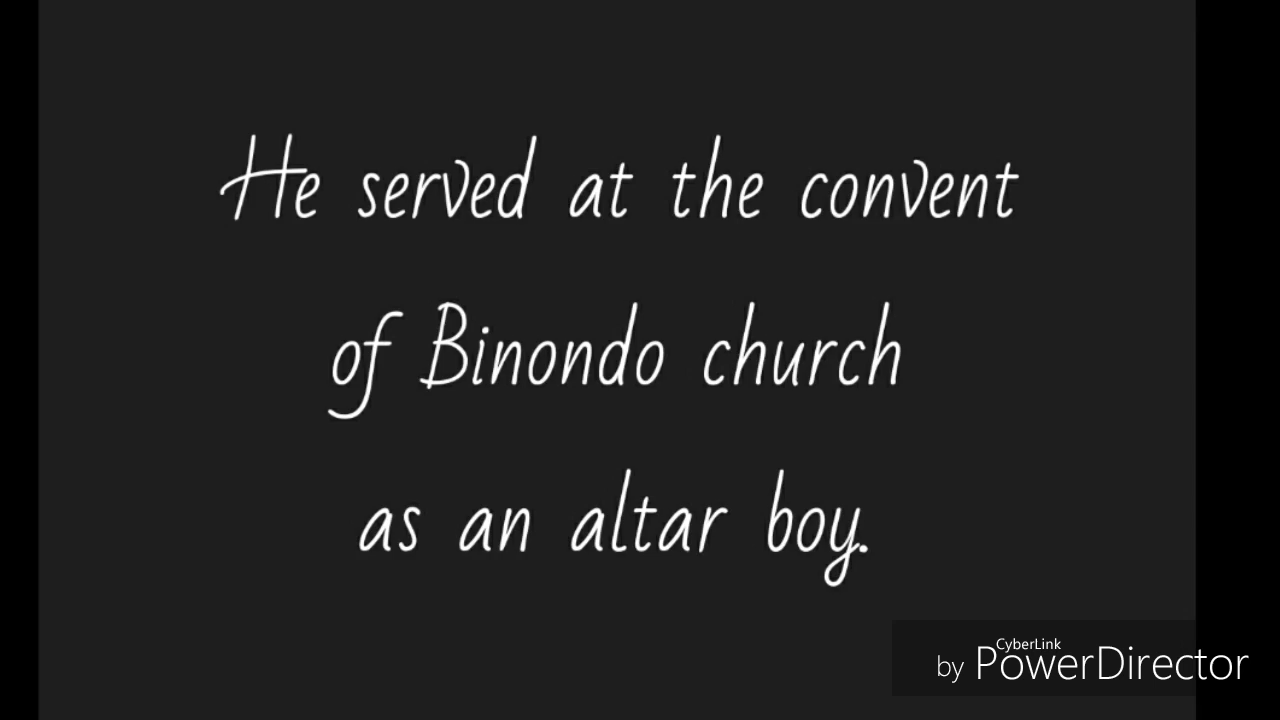 He served at the convent
of Binondo church
as an altar boy.
CyberLink
by PowerDirector